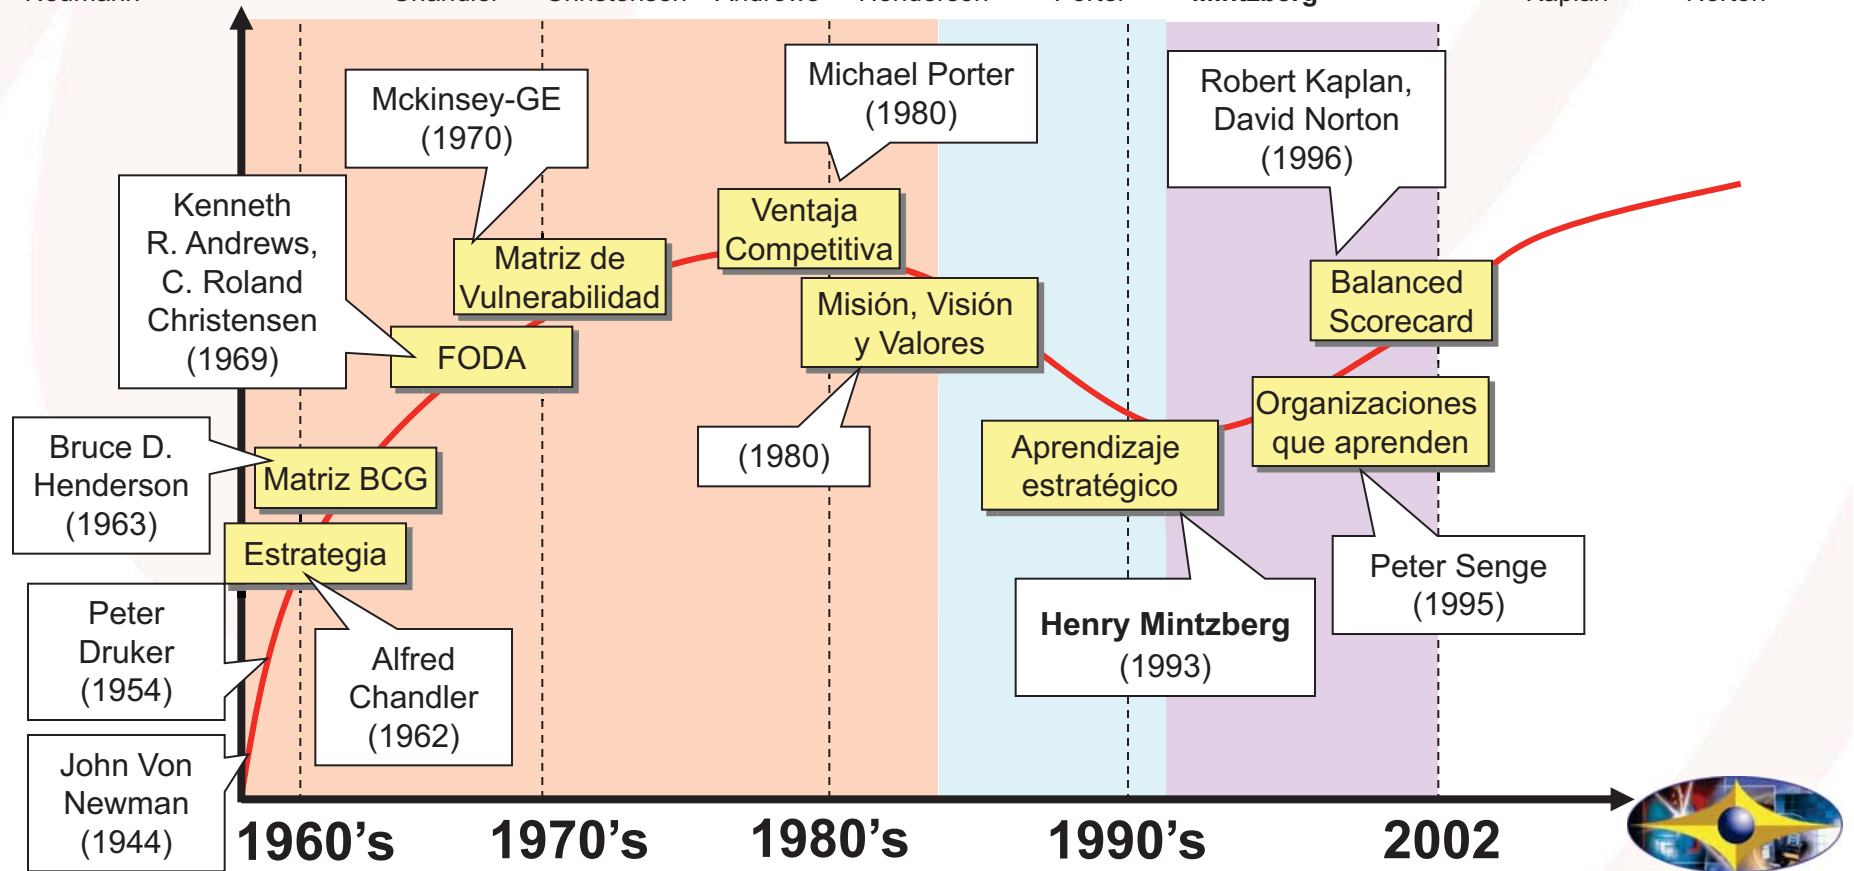 Mckinsey-GE
(1970)
Michael Porter
(1980)
Robert Kaplan,
David Norton
(1996)
Kenneth
R. Andrews,
C. Roland
Christensen
(1969)
Ventaja
Competitiva
Matriz de
Vulnerabilidad
Misión, Visión
y Valores
Balanced
Scorecard
FODA
(1980)
Organizaciones
que aprenden
Bruce D.
Henderson
(1963)
Matriz BCG
Aprendizaje
estratégico
Estrategia
Peter
Druker
(1954)
Alfred
Chandler
(1962)
Henry Mintzberg
(1993)
Peter Senge
(1995)
John Von
Newman
(1944)
1960's
1970's
1980's
1990's
2002